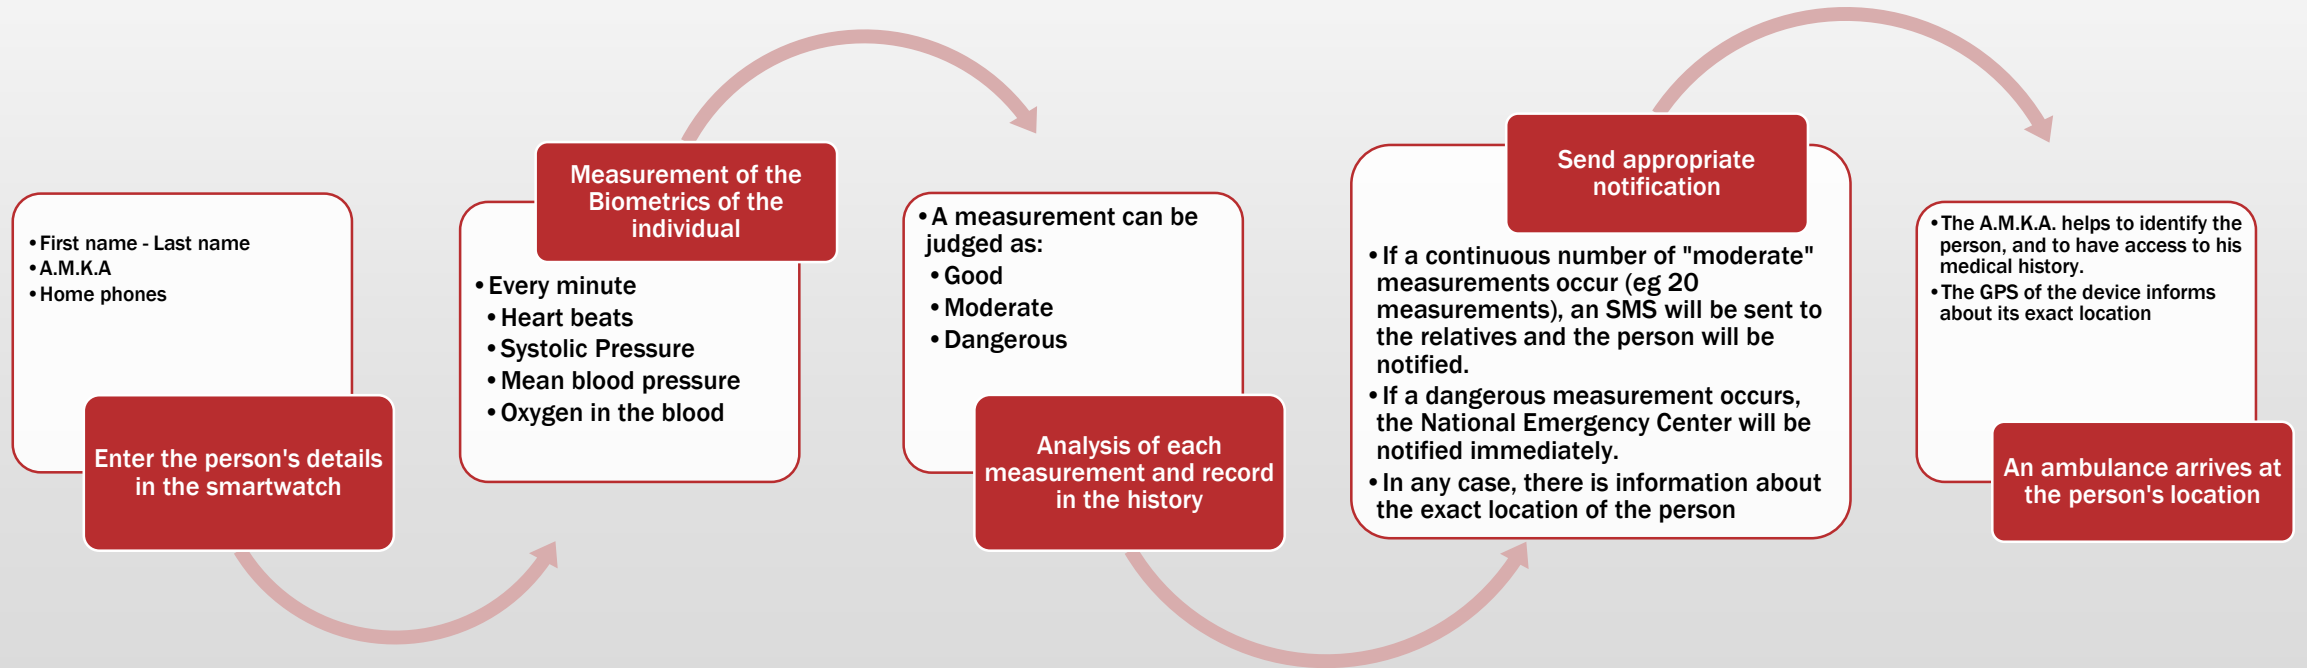 •First name - Last name
•A.M.K.A
•Home phones
Enter the person's details
in the smartwatch
Measurement of the
Biometrics of the
individual
•Every minute
•Heart beats
•Systolic Pressure
•Mean blood pressure
•Oxygen in the blood
•A measurement can be
judged as:
•Good
•Moderate
•Dangerous
Analysis of each
measurement and record
in the history
Send appropriate
notification
•If a continuous number of "moderate"
measurements occur (eg 20
measurements), an SMS will be sent to
the relatives and the person will be
notified.
•If a dangerous measurement occurs,
the National Emergency Center will be
notified immediately.
•In any case, there is information about
the exact location of the person
•The A.M.K.A. helps to identify the
person, and to have access to his
medical history.
•The GPS of the device informs
about its exact location
An ambulance arrives at
the person's location